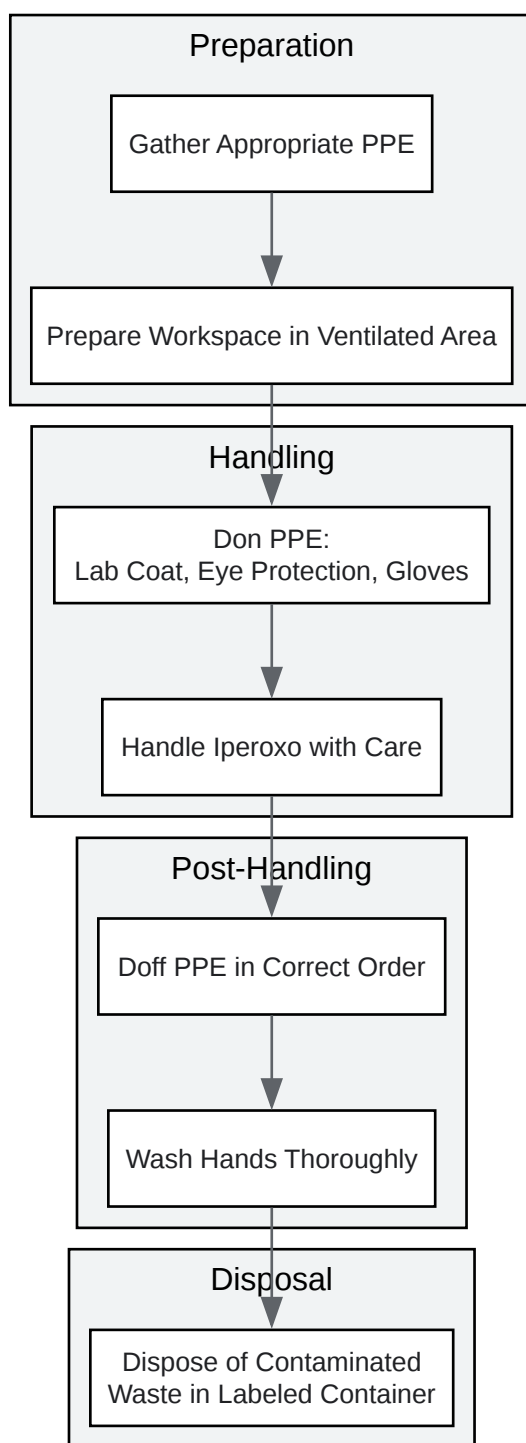 Preparation
Gather Appropriate PPE
Prepare Workspace in Ventilated Area
Handling
Don PPE:
Lab Coat, Eye Protection, Gloves
Handle Iperoxo with Care
Post-Handling
Doff PPE in Correct Order
Wash Hands Thoroughly
Disposal
Dispose of Contaminated
Waste in Labeled Container